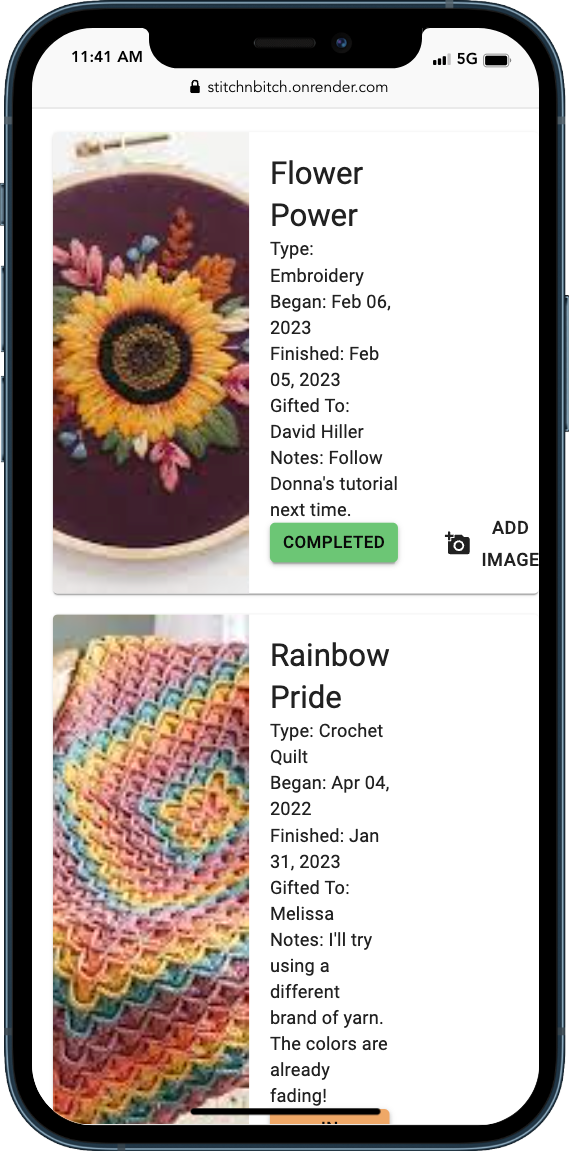 11:41 AM
5G
stitchnbitch.onrender.com
Flower
Power
Type:
Embroidery
Began: Feb 06,
2023
Finished: Feb
05, 2023
Gifted To:
David Hiller
Notes: Follow
Donna's tutorial
next time.
COMPLETED
ADD
IMAGE
Rainbow
Pride
Type: Crochet
Quilt
Began: Apr 04,
2022
Finished: Jan
31, 2023
Gifted To:
Melissa
Notes: I'll try
using a
different
brand of yarn.
The colors are
already
fading!